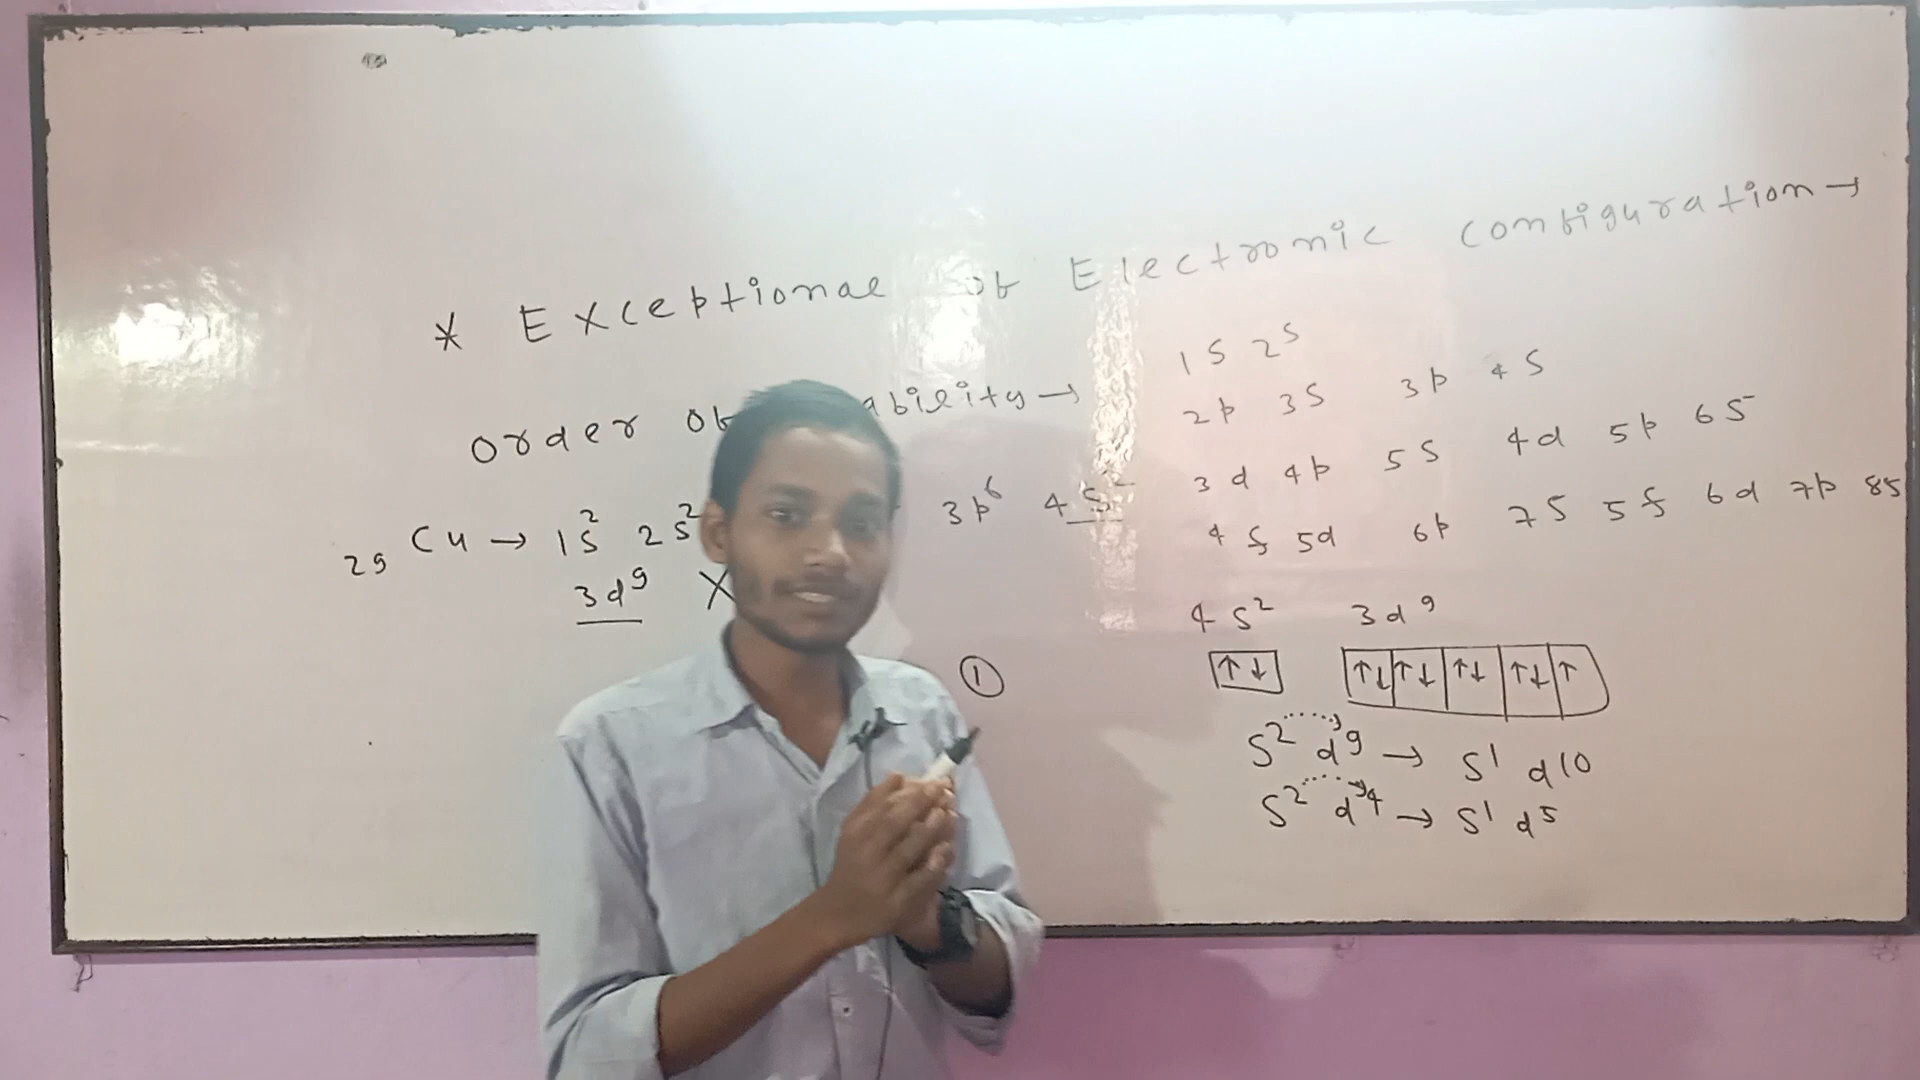 * Exceptional of Electronic configuration →
1s 2s
Order of ability →
2p 3s 3p 4s
3d 4p 5s 4d 5p 6s
4f 5d 6p 7s 5f 6d 7p 8s
29 Cu → 1s² 2s² 3p⁶ 4s²
3d⁹ X
4s² 3d⁹
①
↑↓ ↑↓ ↑↓ ↑↓ ↑↓ ↑
s² d⁹ → s¹ d10
s² d⁴ → s¹ d⁵